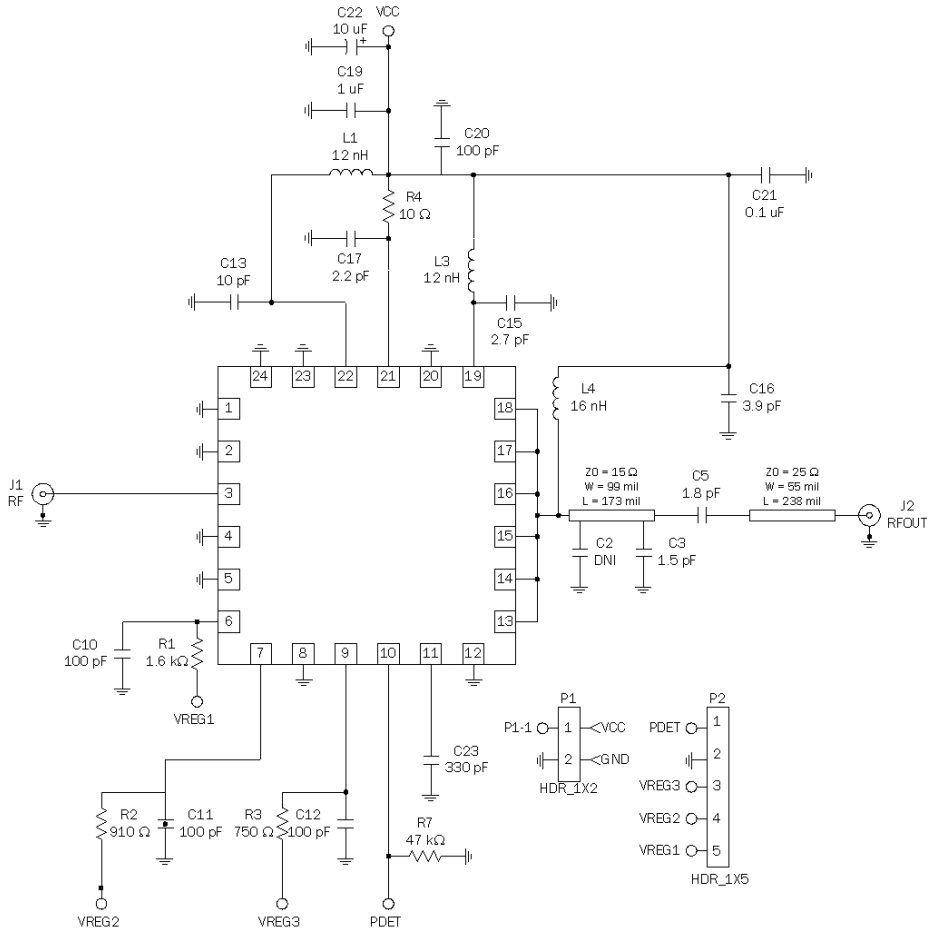 C22
10 uF
VCC
+
C19
1 uF
C20
100 pF
L1
12 nH
R4
10 Ω
C21
0.1 uF
C17
2.2 pF
L3
12 nH
C13
10 pF
C15
2.7 pF
24
23
22
21
20
19
L4
16 nH
C16
3.9 pF
1
18
2
17
J1
RF
3
16
Z0 = 15 Ω
W = 99 mil
L = 173 mil
C5
1.8 pF
Z0 = 25 Ω
W = 55 mil
L = 238 mil
J2
RFOUT
4
15
C2
DNI
C3
1.5 pF
5
14
6
13
C10
100 pF
R1
1.6 kΩ
VREG1
7
8
9
10
11
12
C23
330 pF
P1
P1-1
1
VCC
2
GND
HDR_1X2
P2
PDET
1
2
VREG3
3
VREG2
4
VREG1
5
HDR_1X5
R2
910 Ω
C11
100 pF
R3
750 Ω
C12
100 pF
R7
47 kΩ
VREG2
VREG3
PDET